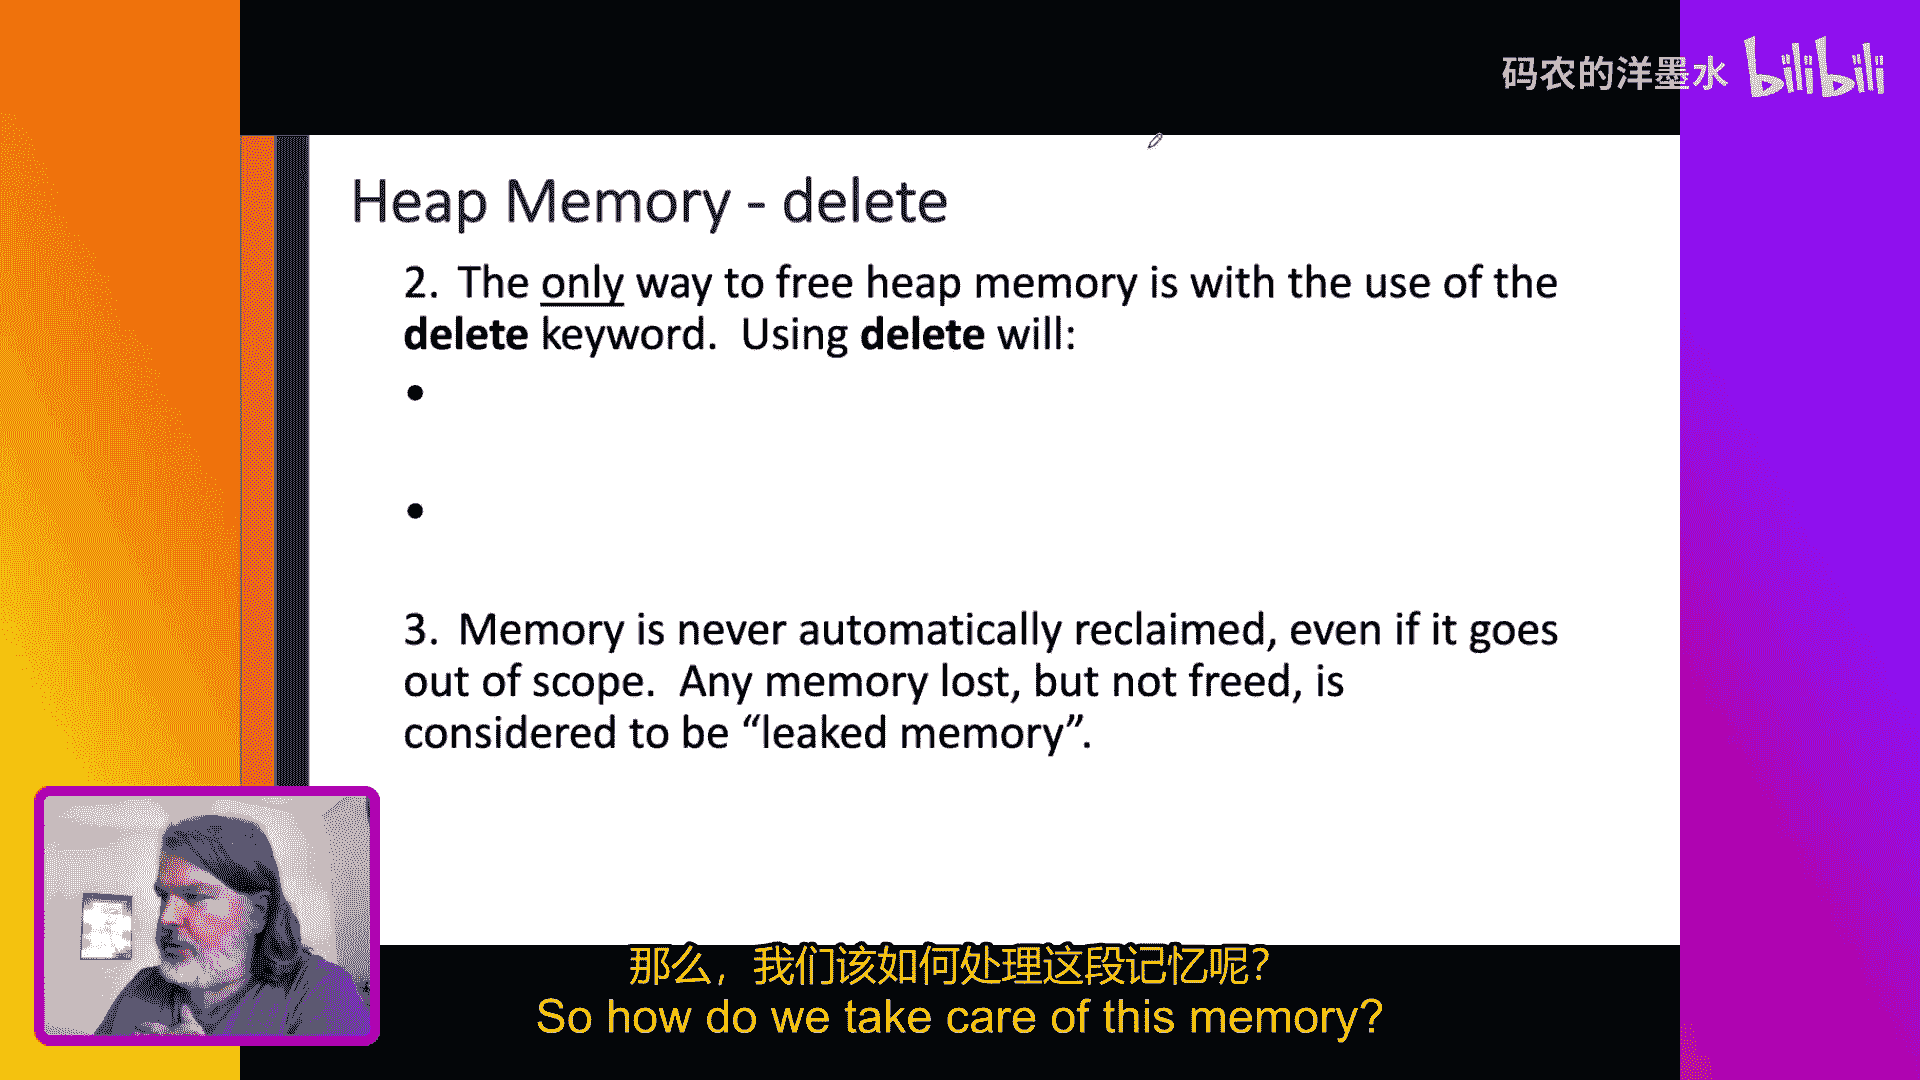 码农的洋墨水 bilibili
Heap Memory - delete
2. The only way to free heap memory is with the use of the
delete keyword. Using delete will:
•
•
3. Memory is never automatically reclaimed, even if it goes
out of scope. Any memory lost, but not freed, is
considered to be “leaked memory”.
那么，我们该如何处理这段记忆呢？
So how do we take care of this memory?